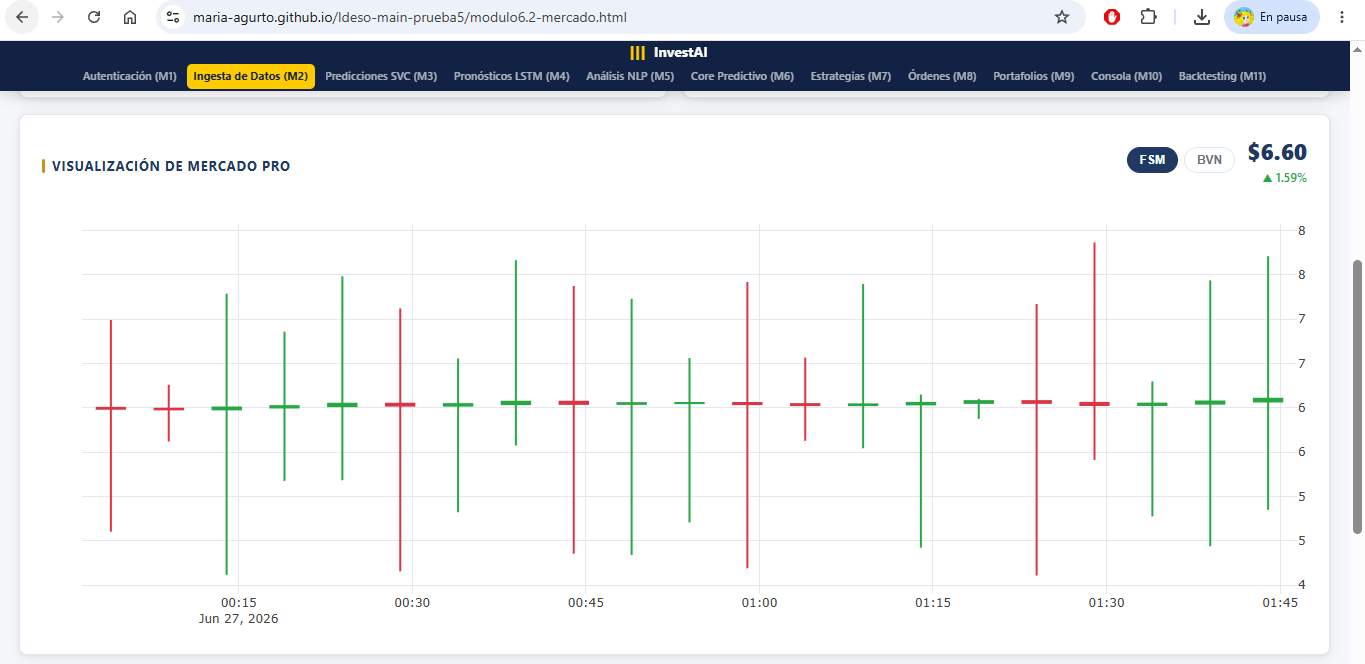 maria-agurto.github.io/Ideso-main-prueba5/modulo6.2-mercado.html
En pausa
InvestAI
Autenticación (M1) Ingesta de Datos (M2) Predicciones SVC (M3) Pronósticos LSTM (M4) Análisis NLP (M5) Core Predictivo (M6) Estrategias (M7) Órdenes (M8) Portafolios (M9) Consola (M10) Backtesting (M11)
VISUALIZACIÓN DE MERCADO PRO
FSM BVN $6.60
▲ 1.59%
8
8
7
7
6
6
5
5
4
00:15 00:30 00:45 01:00 01:15 01:30 01:45
Jun 27, 2026